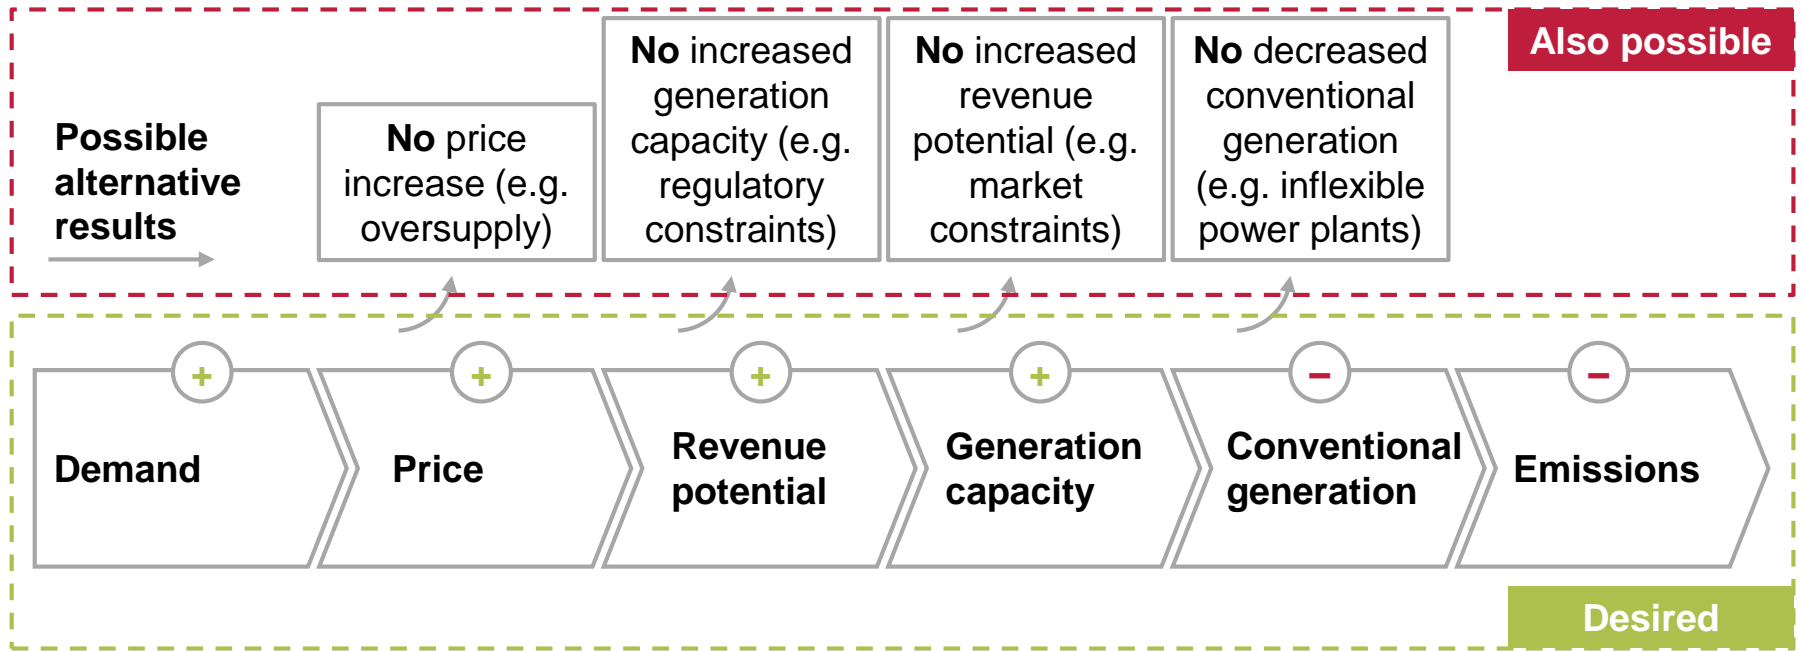 Also possible
Possible
alternative
results
No price
increase (e.g.
oversupply)
No increased
generation
capacity (e.g.
regulatory
constraints)
No increased
revenue
potential (e.g.
market
constraints)
No decreased
conventional
generation
(e.g. inflexible
power plants)
+
+
+
+
−
−
Demand
Price
Revenue
potential
Generation
capacity
Conventional
generation
Emissions
Desired